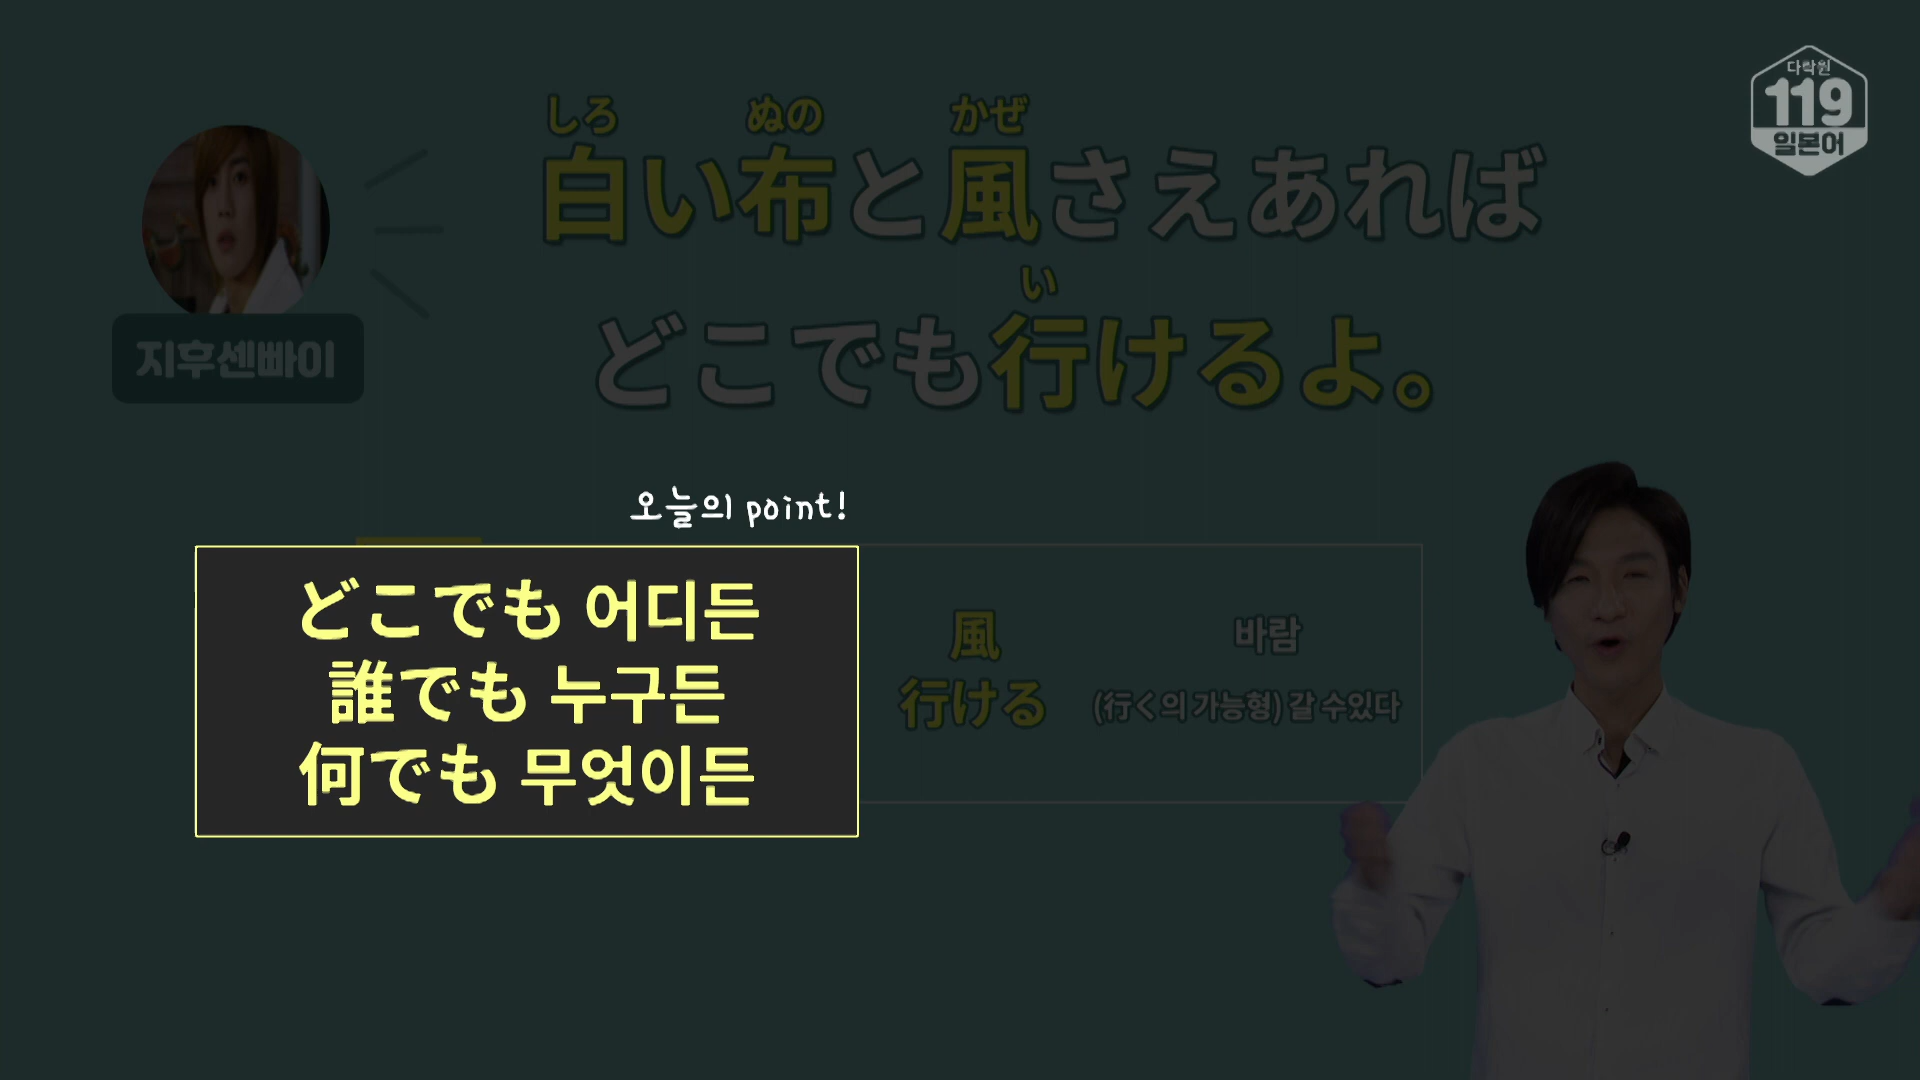 다락원
119
일본어
しろ ぬの かぜ
白い布と風さえあれば
い
どこでも行けるよ。
지후센빠이
오늘의 point!
どこでも 어디든
誰でも 누구든
何でも 무엇이든
風 바람
行ける (行く의 가능형) 갈 수있다